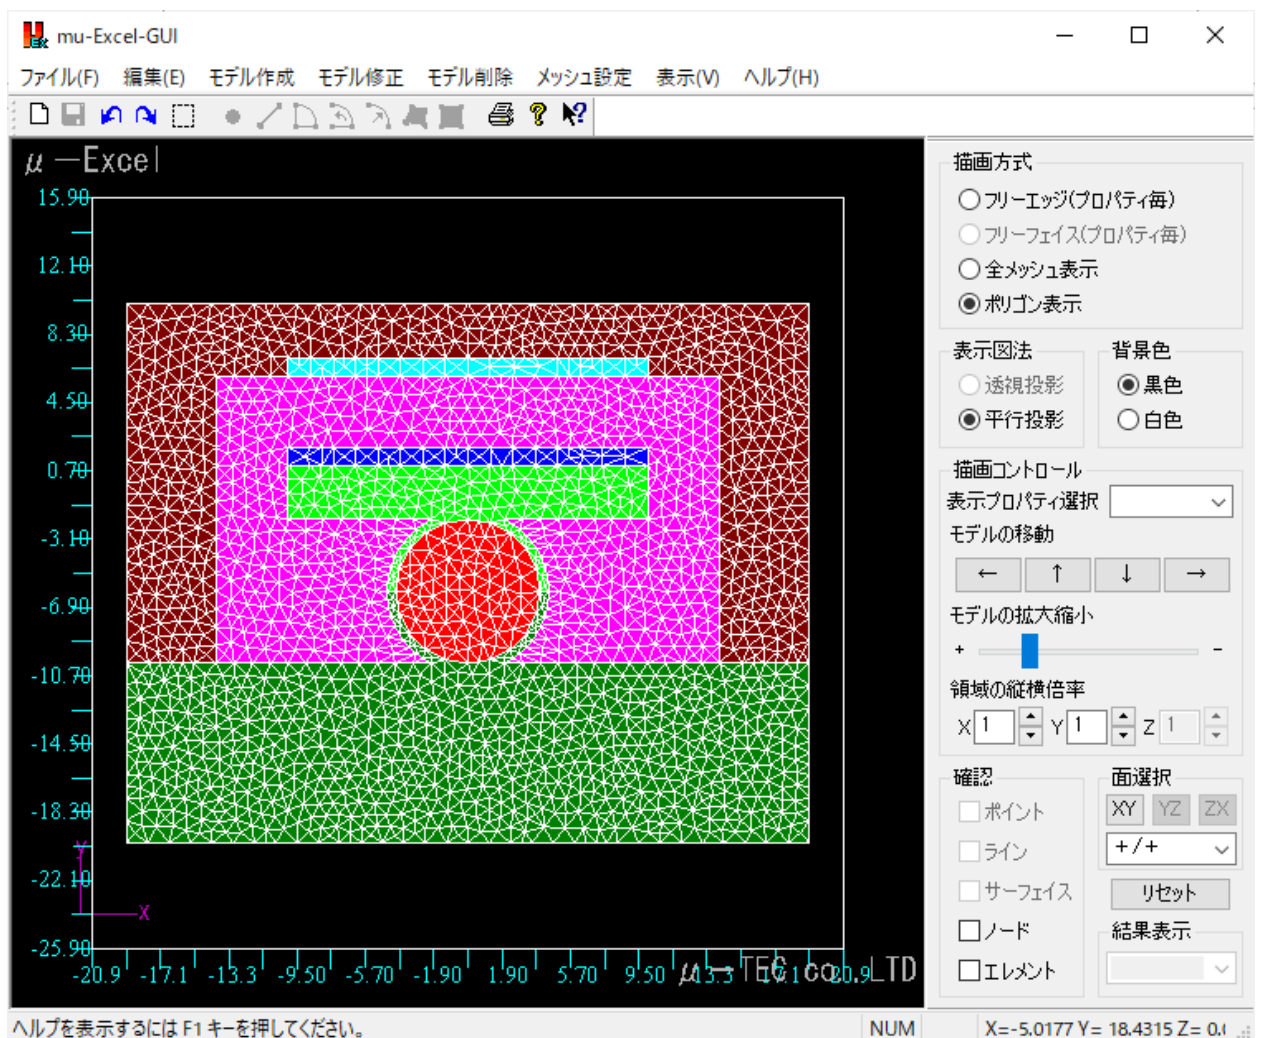 mu-Excel-GUI
ファイル(F) 編集(E) モデル作成 モデル修正 モデル削除 メッシュ設定 表示(V) ヘルプ(H)
μ－Excel
15.90
12.10
8.30
4.50
0.70
-3.10
-6.90
-10.70
-14.50
-18.30
-22.10
-25.90
Y
X
-20.9 -17.1 -13.3 -9.50 -5.70 -1.90 1.90 5.70 9.50 13.3 17.1 20.9
μ－TEC co.,LTD
描画方式
フリーエッジ(プロパティ毎)
フリーフェイス(プロパティ毎)
全メッシュ表示
ポリゴン表示
表示図法
透視投影
平行投影
背景色
黒色
白色
描画コントロール
表示プロパティ選択
モデルの移動
← ↑ ↓ →
モデルの拡大縮小
+ -
領域の縦横倍率
X 1 Y 1 Z 1
確認
ポイント
ライン
サーフェイス
ノード
エレメント
面選択
XY YZ ZX
+/+
リセット
結果表示
ヘルプを表示するには F1 キーを押してください。
NUM
X=-5.0177 Y= 18.4315 Z= 0.